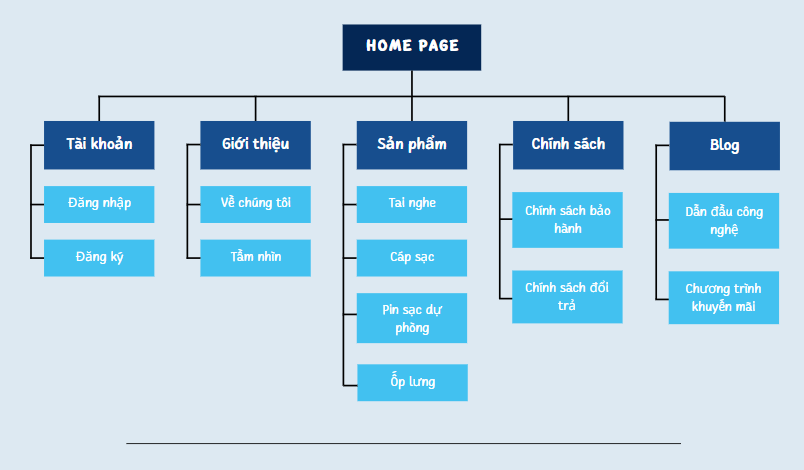 HOME PAGE
Tài khoản
Đăng nhập
Đăng ký
Giới thiệu
Về chúng tôi
Tầm nhìn
Sản phẩm
Tai nghe
Cáp sạc
Pin sạc dự
phòng
Ốp lưng
Chính sách
Chính sách bảo
hành
Chính sách đổi
trả
Blog
Dẫn đầu công
nghệ
Chương trình
khuyến mãi